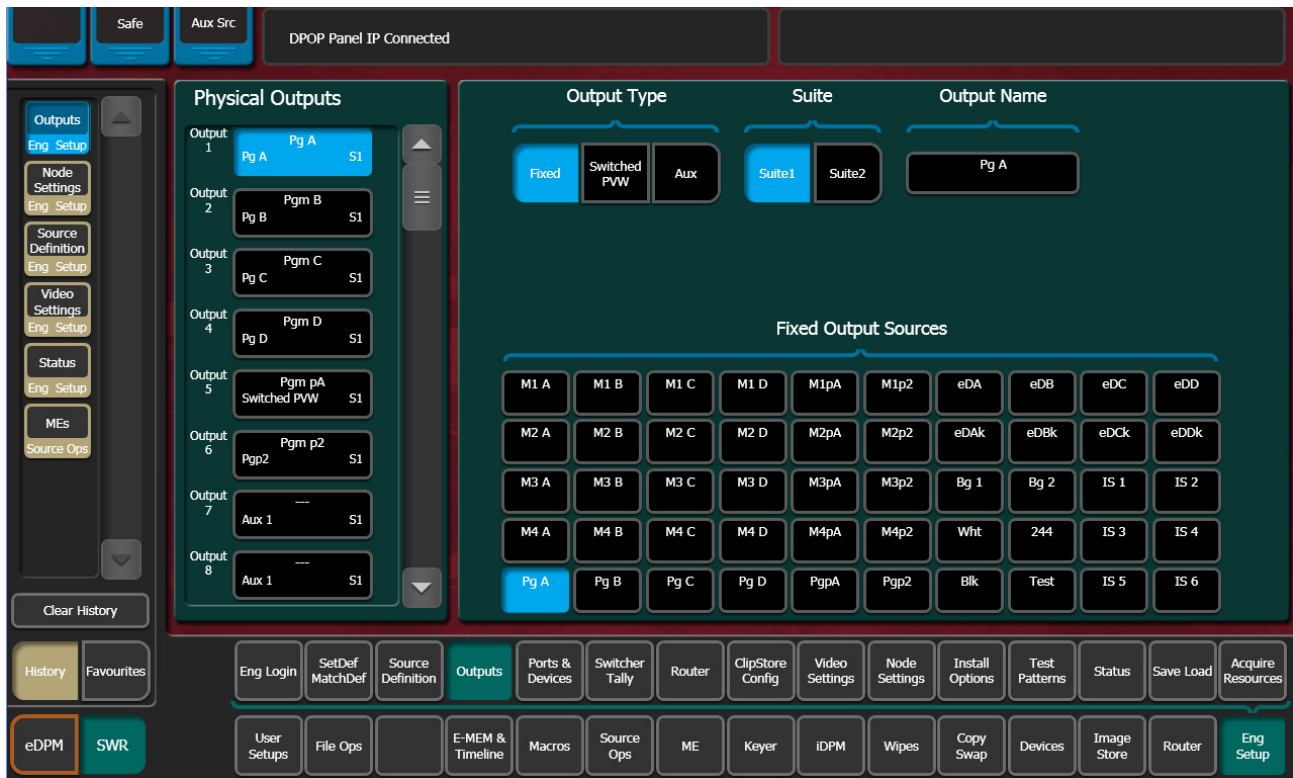 Safe
Aux Src
DPOP Panel IP Connected
Outputs
Eng Setup
Node
Settings
Eng Setup
Source
Definition
Eng Setup
Video
Settings
Eng Setup
Status
Eng Setup
MEs
Source Ops
Clear History
History
Favourites
eDPM
SWR
Physical Outputs
Output
1
Pg A
Pg A S1
Output
2
Pgm B
Pg B S1
Output
3
Pgm C
Pg C S1
Output
4
Pgm D
Pg D S1
Output
5
Pgm pA
Switched PVW S1
Output
6
Pgm p2
Pgp2 S1
Output
7
---
Aux 1 S1
Output
8
---
Aux 1 S1
Output Type
Suite
Output Name
Fixed
Switched
PVW
Aux
Suite1
Suite2
Pg A
Fixed Output Sources
M1 A M1 B M1 C M1 D M1pA M1p2 eDA eDB eDC eDD
M2 A M2 B M2 C M2 D M2pA M2p2 eDAk eDBk eDCk eDDk
M3 A M3 B M3 C M3 D M3pA M3p2 Bg 1 Bg 2 IS 1 IS 2
M4 A M4 B M4 C M4 D M4pA M4p2 Wht 244 IS 3 IS 4
Pg A Pg B Pg C Pg D PgpA Pgp2 Blk Test IS 5 IS 6
Eng Login
SetDef
MatchDef
Source
Definition
Outputs
Ports &
Devices
Switcher
Tally
Router
ClipStore
Config
Video
Settings
Node
Settings
Install
Options
Test
Patterns
Status
Save Load
Acquire
Resources
User
Setups
File Ops
E-MEM &
Timeline
Macros
Source
Ops
ME
Keyer
iDPM
Wipes
Copy
Swap
Devices
Image
Store
Router
Eng
Setup